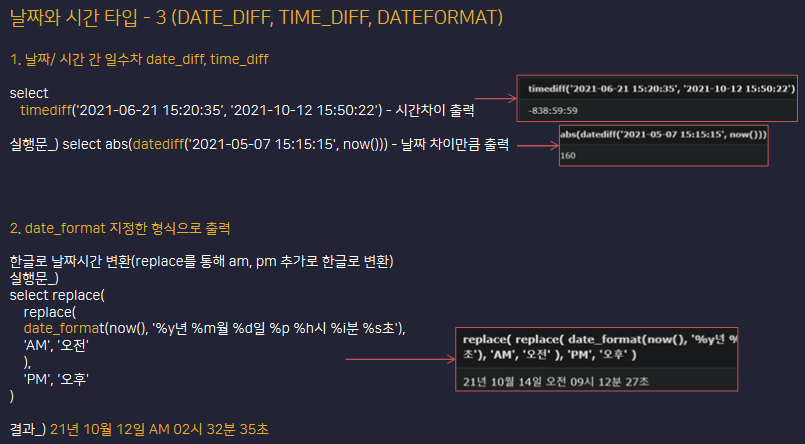 날짜와 시간 타입 - 3 (DATE_DIFF, TIME_DIFF, DATEFORMAT)
1. 날짜/ 시간 간 일수차 date_diff, time_diff
select
timediff('2021-06-21 15:20:35', '2021-10-12 15:50:22') - 시간차이 출력
timediff('2021-06-21 15:20:35', '2021-10-12 15:50:22')
-838:59:59
실행문_) select abs(datediff('2021-05-07 15:15:15', now())) - 날짜 차이만큼 출력
abs(datediff('2021-05-07 15:15:15', now()))
160
2. date_format 지정한 형식으로 출력
한글로 날짜시간 변환(replace를 통해 am, pm 추가로 한글로 변환)
실행문_)
select replace(
replace(
date_format(now(), '%y년 %m월 %d일 %p %h시 %i분 %s초'),
'AM', '오전'
),
'PM', '오후'
)
replace( replace( date_format(now(), '%y년 %
초'), 'AM', '오전' ), 'PM', '오후' )
21년 10월 14일 오전 09시 12분 27초
결과_) 21년 10월 12일 AM 02시 32분 35초